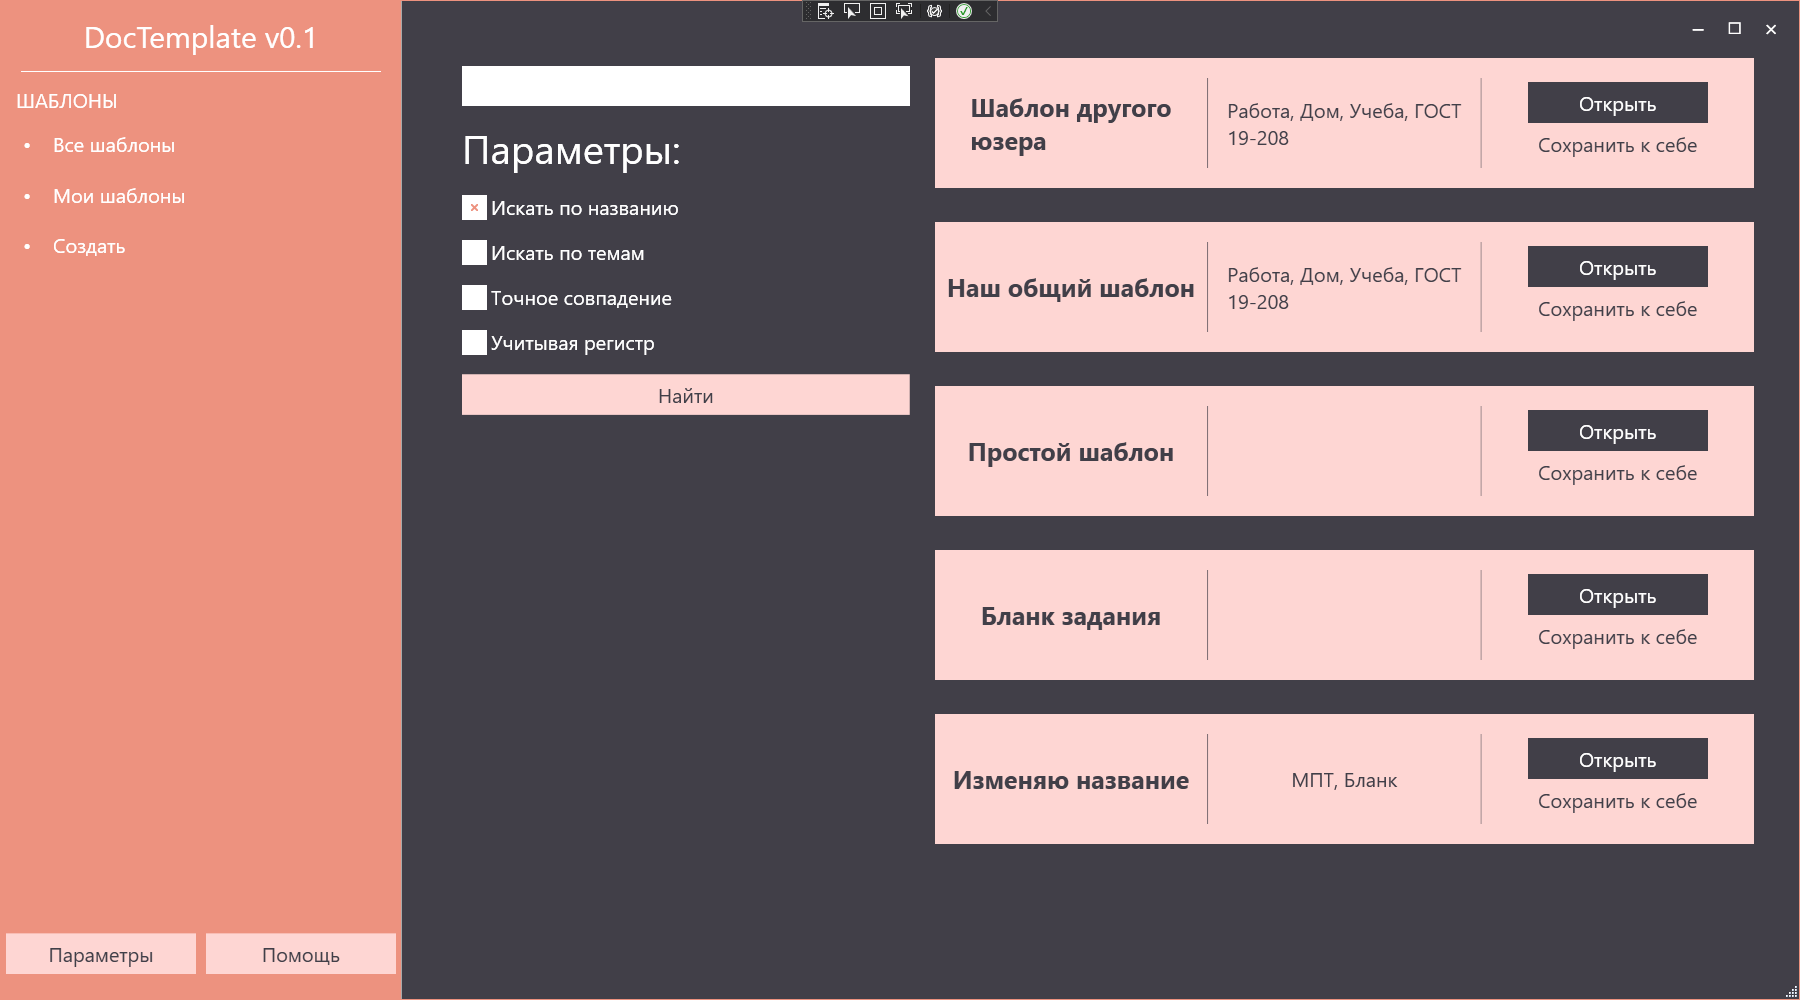 DocTemplate v0.1
ШАБЛОНЫ
• Все шаблоны
• Мои шаблоны
• Создать
Параметры
Помощь
Параметры:
Искать по названию
Искать по темам
Точное совпадение
Учитывая регистр
Найти
Шаблон другого
юзера
Работа, Дом, Учеба, ГОСТ
19-208
Открыть
Сохранить к себе
Наш общий шаблон
Работа, Дом, Учеба, ГОСТ
19-208
Открыть
Сохранить к себе
Простой шаблон
Открыть
Сохранить к себе
Бланк задания
Открыть
Сохранить к себе
Изменяю название
МПТ, Бланк
Открыть
Сохранить к себе